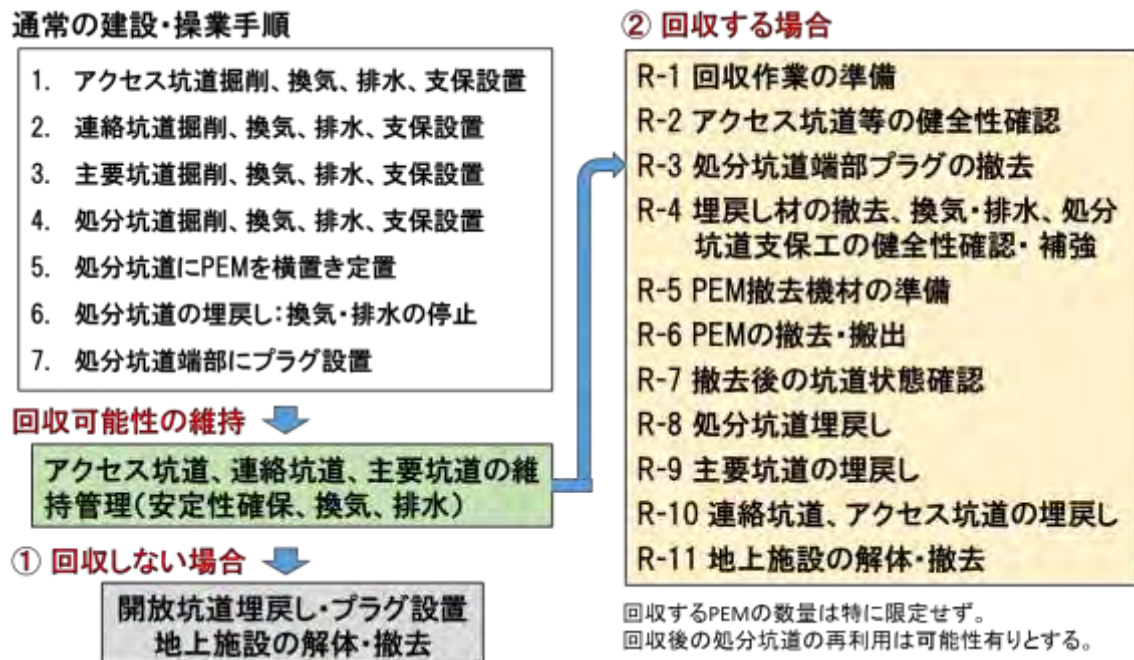 通常の建設・操業手順
1. アクセス坑道掘削、換気、排水、支保設置
2. 連絡坑道掘削、換気、排水、支保設置
3. 主要坑道掘削、換気、排水、支保設置
4. 処分坑道掘削、換気、排水、支保設置
5. 処分坑道にPEMを横置き定置
6. 処分坑道の埋戻し：換気・排水の停止
7. 処分坑道端部にプラグ設置
回収可能性の維持
アクセス坑道、連絡坑道、主要坑道の維
持管理（安定性確保、換気、排水）
① 回収しない場合
開放坑道埋戻し・プラグ設置
地上施設の解体・撤去
② 回収する場合
R-1 回収作業の準備
R-2 アクセス坑道等の健全性確認
R-3 処分坑道端部プラグの撤去
R-4 埋戻し材の撤去、換気・排水、処分
坑道支保工の健全性確認・ 補強
R-5 PEM撤去機材の準備
R-6 PEMの撤去・搬出
R-7 撤去後の坑道状態確認
R-8 処分坑道埋戻し
R-9 主要坑道の埋戻し
R-10 連絡坑道、アクセス坑道の埋戻し
R-11 地上施設の解体・撤去
回収するPEMの数量は特に限定せず。
回収後の処分坑道の再利用は可能性有りとする。